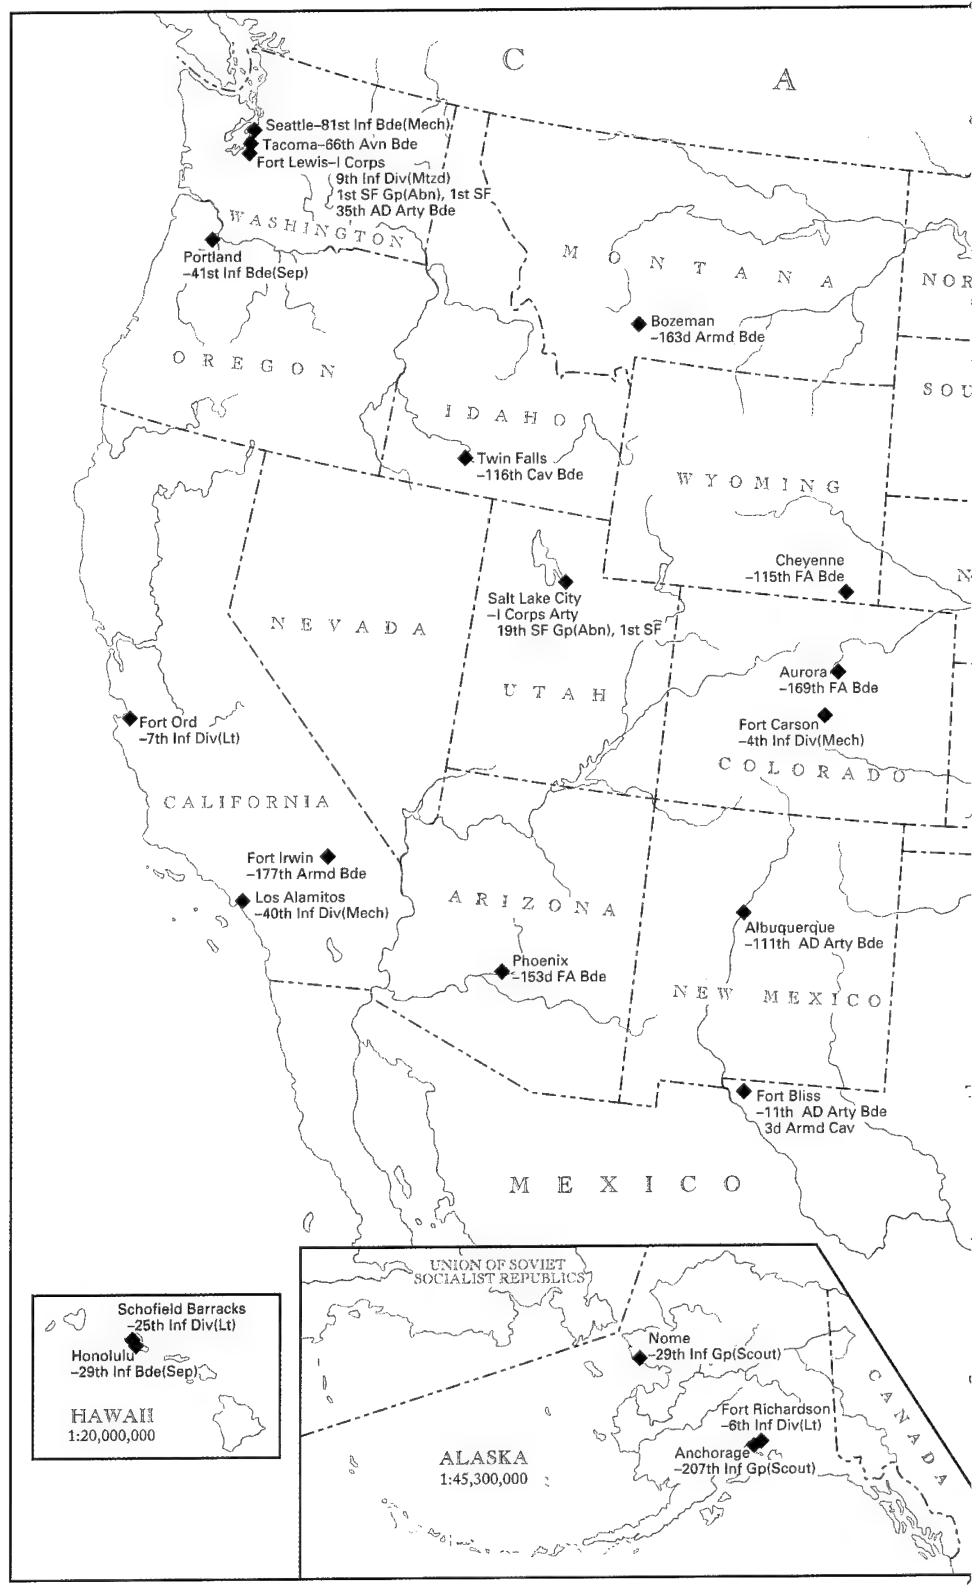 C A
Seattle–81st Inf Bde(Mech)
Tacoma–66th Avn Bde
Fort Lewis–I Corps
9th Inf Div(Mtzd)
1st SF Gp(Abn), 1st SF
35th AD Arty Bde
WASHINGTON
Portland
–41st Inf Bde(Sep)
MONTANA
NOR
Bozeman
–163d Armd Bde
OREGON
SOU
IDAHO
Twin Falls
–116th Cav Bde
WYOMING
Cheyenne
–115th FA Bde
N
Salt Lake City
–I Corps Arty
19th SF Gp(Abn), 1st SF
NEVADA
Aurora
–169th FA Bde
UTAH
Fort Ord
–7th Inf Div(Lt)
Fort Carson
–4th Inf Div(Mech)
COLORADO
CALIFORNIA
Fort Irwin
–177th Armd Bde
Los Alamitos
–40th Inf Div(Mech)
ARIZONA
Albuquerque
–111th AD Arty Bde
Phoenix
–153d FA Bde
NEW MEXICO
Fort Bliss
–11th AD Arty Bde
3d Armd Cav
MEXICO
UNION OF SOVIET
SOCIALIST REPUBLICS
Schofield Barracks
–25th Inf Div(Lt)
Honolulu
–29th Inf Bde(Sep)
HAWAII
1:20,000,000
Nome
–29th Inf Gp(Scout)
CANADA
Fort Richardson
–6th Inf Div(Lt)
Anchorage
–207th Inf Gp(Scout)
ALASKA
1:45,300,000